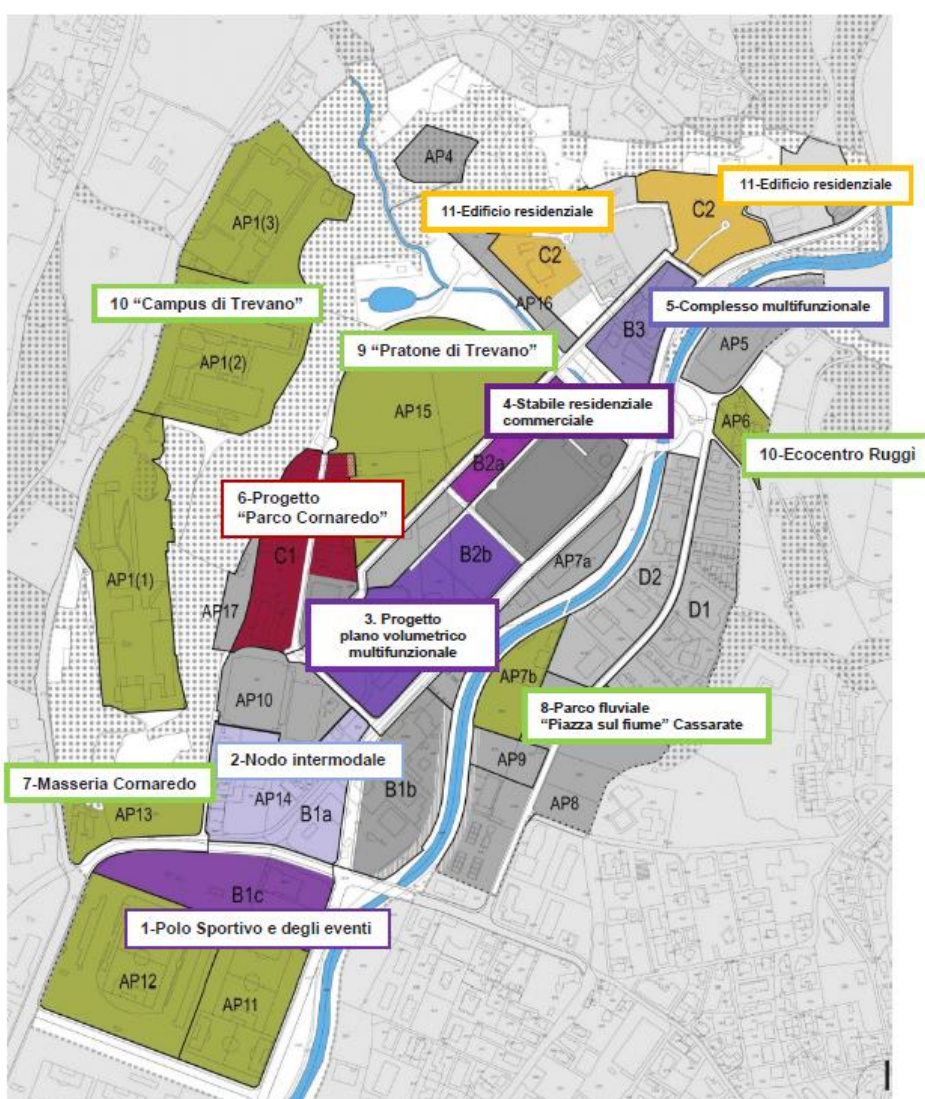 AP4
11-Edificio residenziale
C2
11-Edificio residenziale
C2
AP1(3)
AP16
B3
5-Complesso multifunzionale
10 “Campus di Trevano”
AP5
AP1(2)
9 “Pratone di Trevano”
AP15
4-Stabile residenziale
commerciale
AP6
10-Ecocentro Ruggì
B2a
6-Progetto
“Parco Cornaredo”
C1
B2b
AP7a
D2
AP1(1)
AP17
D1
3. Progetto
plano volumetrico
multifunzionale
AP7b
AP10
8-Parco fluviale
“Piazza sul fiume” Cassarate
2-Nodo intermodale
AP9
7-Masseria Cornaredo
AP14
B1b
AP8
AP13
B1a
B1c
1-Polo Sportivo e degli eventi
AP12
AP11